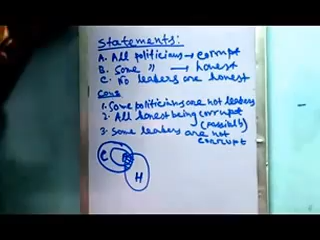 Statements:
A. All politicians → corrupt
B. Some " → honest
C. No leaders are honest
Cons
1. Some politicians are not leaders
2. All honest being corrupt
(possibly)
3. Some leaders are not
corrupt
C
H